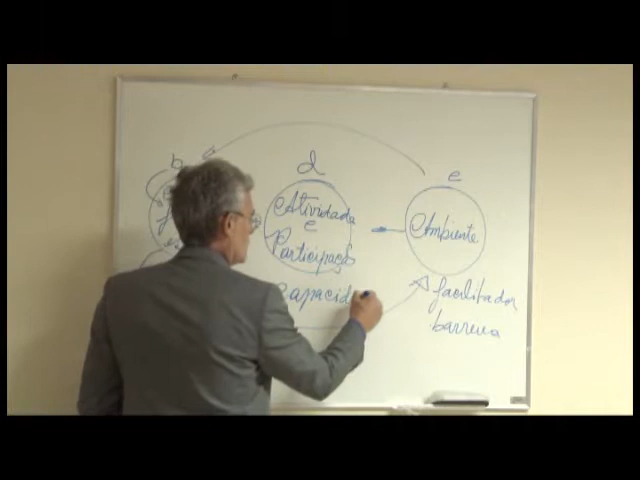 b
d
e
Atividade
e
Participação
Ambiente
Capacid
facilitador
barreira